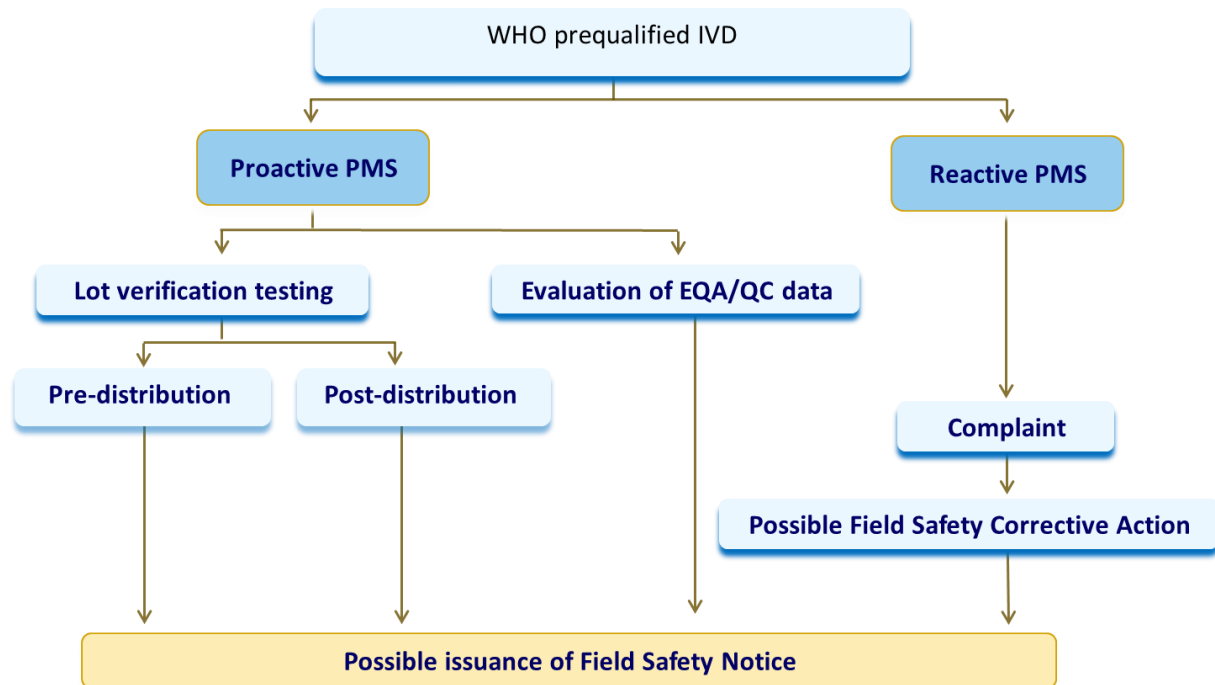 WHO prequalified IVD
Proactive PMS
Reactive PMS
Lot verification testing
Evaluation of EQA/QC data
Pre-distribution
Post-distribution
Complaint
Possible Field Safety Corrective Action
Possible issuance of Field Safety Notice